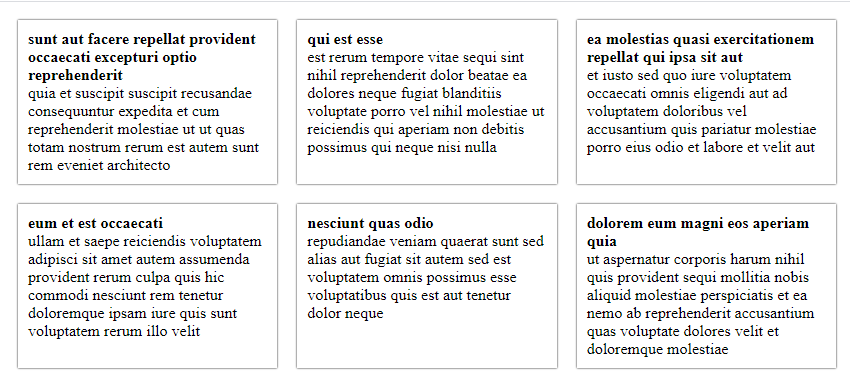 sunt aut facere repellat provident
occaecati excepturi optio
reprehenderit
quia et suscipit suscipit recusandae
consequuntur expedita et cum
reprehenderit molestiae ut ut quas
totam nostrum rerum est autem sunt
rem eveniet architecto
qui est esse
est rerum tempore vitae sequi sint
nihil reprehenderit dolor beatae ea
dolores neque fugiat blanditiis
voluptate porro vel nihil molestiae ut
reiciendis qui aperiam non debitis
possimus qui neque nisi nulla
ea molestias quasi exercitationem
repellat qui ipsa sit aut
et iusto sed quo iure voluptatem
occaecati omnis eligendi aut ad
voluptatem doloribus vel
accusantium quis pariatur molestiae
porro eius odio et labore et velit aut
eum et est occaecati
ullam et saepe reiciendis voluptatem
adipisci sit amet autem assumenda
provident rerum culpa quis hic
commodi nesciunt rem tenetur
doloremque ipsam iure quis sunt
voluptatem rerum illo velit
nesciunt quas odio
repudiandae veniam quaerat sunt sed
alias aut fugiat sit autem sed est
voluptatem omnis possimus esse
voluptatibus quis est aut tenetur
dolor neque
dolorem eum magni eos aperiam
quia
ut aspernatur corporis harum nihil
quis provident sequi mollitia nobis
aliquid molestiae perspiciatis et ea
nemo ab reprehenderit accusantium
quas voluptate dolores velit et
doloremque molestiae